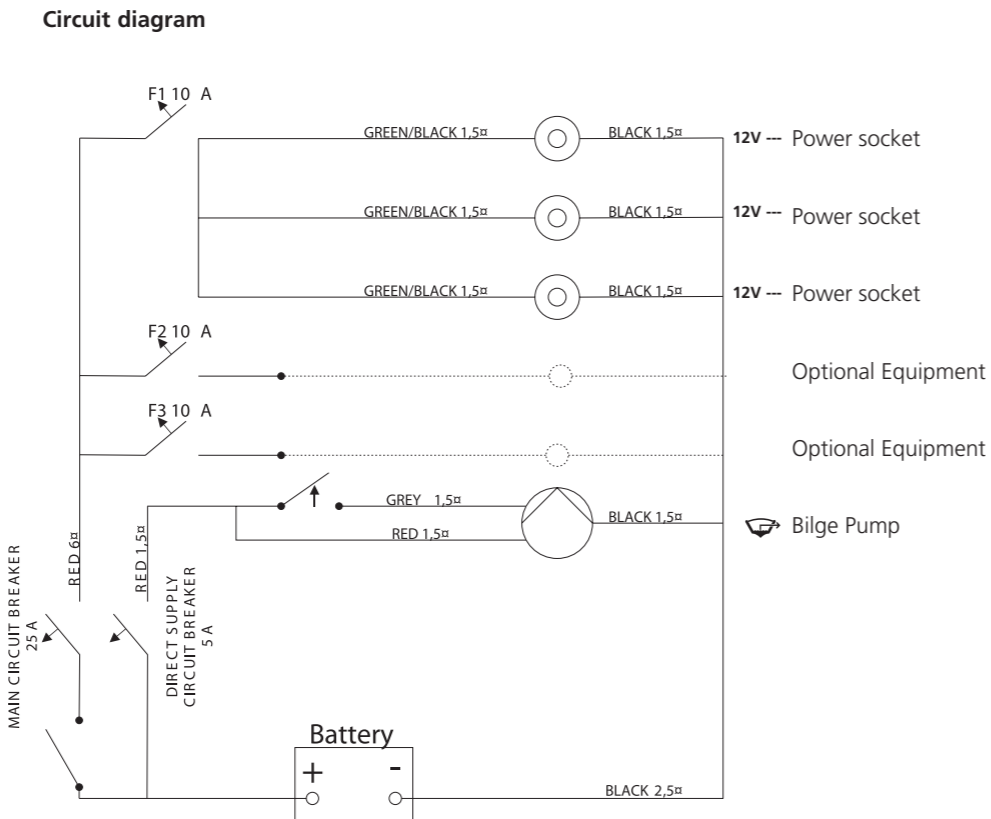 Circuit diagram
F1 10 A
GREEN/BLACK 1,5¤
BLACK 1,5¤
12V --- Power socket
GREEN/BLACK 1,5¤
BLACK 1,5¤
12V --- Power socket
GREEN/BLACK 1,5¤
BLACK 1,5¤
12V --- Power socket
F2 10 A
Optional Equipment
F3 10 A
Optional Equipment
GREY 1,5¤
RED 1,5¤
BLACK 1,5¤
Bilge Pump
MAIN CIRCUIT BREAKER
25 A
RED 6¤
RED 1,5¤
DIRECT SUPPLY
CIRCUIT BREAKER
5 A
Battery
+ -
BLACK 2,5¤